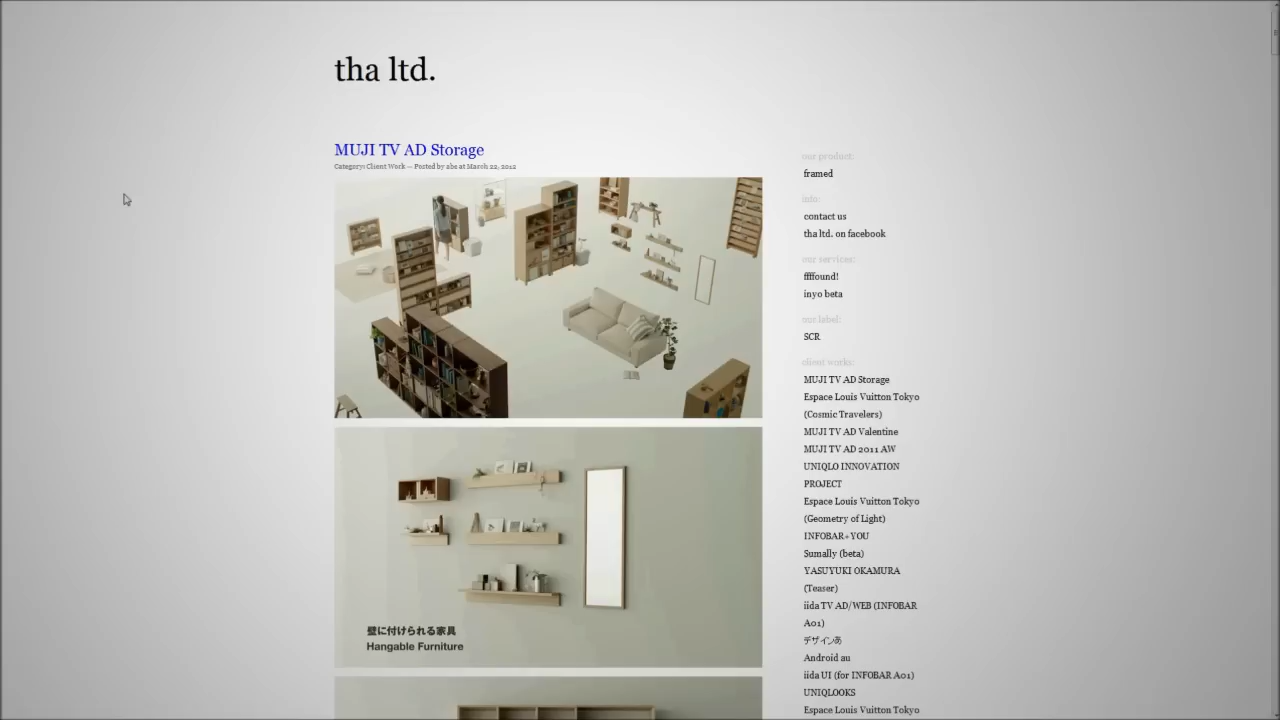 tha ltd.
MUJI TV AD Storage
Category: Client Work — Posted by abe at March 22, 2012
壁に付けられる家具
Hangable Furniture
our product:
framed
info:
contact us
tha ltd. on facebook
our services:
ffffound!
inyo beta
our label:
SCR
client works:
MUJI TV AD Storage
Espace Louis Vuitton Tokyo
(Cosmic Travelers)
MUJI TV AD Valentine
MUJI TV AD 2011 AW
UNIQLO INNOVATION
PROJECT
Espace Louis Vuitton Tokyo
(Geometry of Light)
INFOBAR+YOU
Sumally (beta)
YASUYUKI OKAMURA
(Teaser)
iida TV AD/WEB (INFOBAR
A01)
デザインあ
Android au
iida UI (for INFOBAR A01)
UNIQLOOKS
Espace Louis Vuitton Tokyo